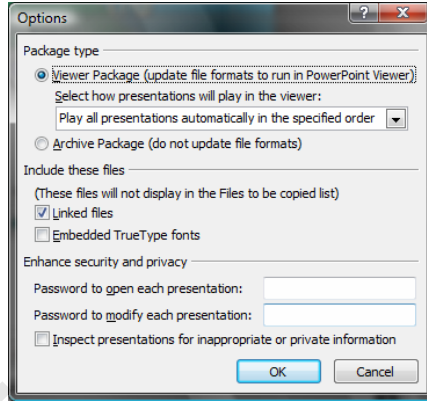 Options
Package type
Viewer Package (update file formats to run in PowerPoint Viewer)
Select how presentations will play in the viewer:
Play all presentations automatically in the specified order
Archive Package (do not update file formats)
Include these files
(These files will not display in the Files to be copied list)
Linked files
Embedded TrueType fonts
Enhance security and privacy
Password to open each presentation:
Password to modify each presentation:
Inspect presentations for inappropriate or private information
OK Cancel